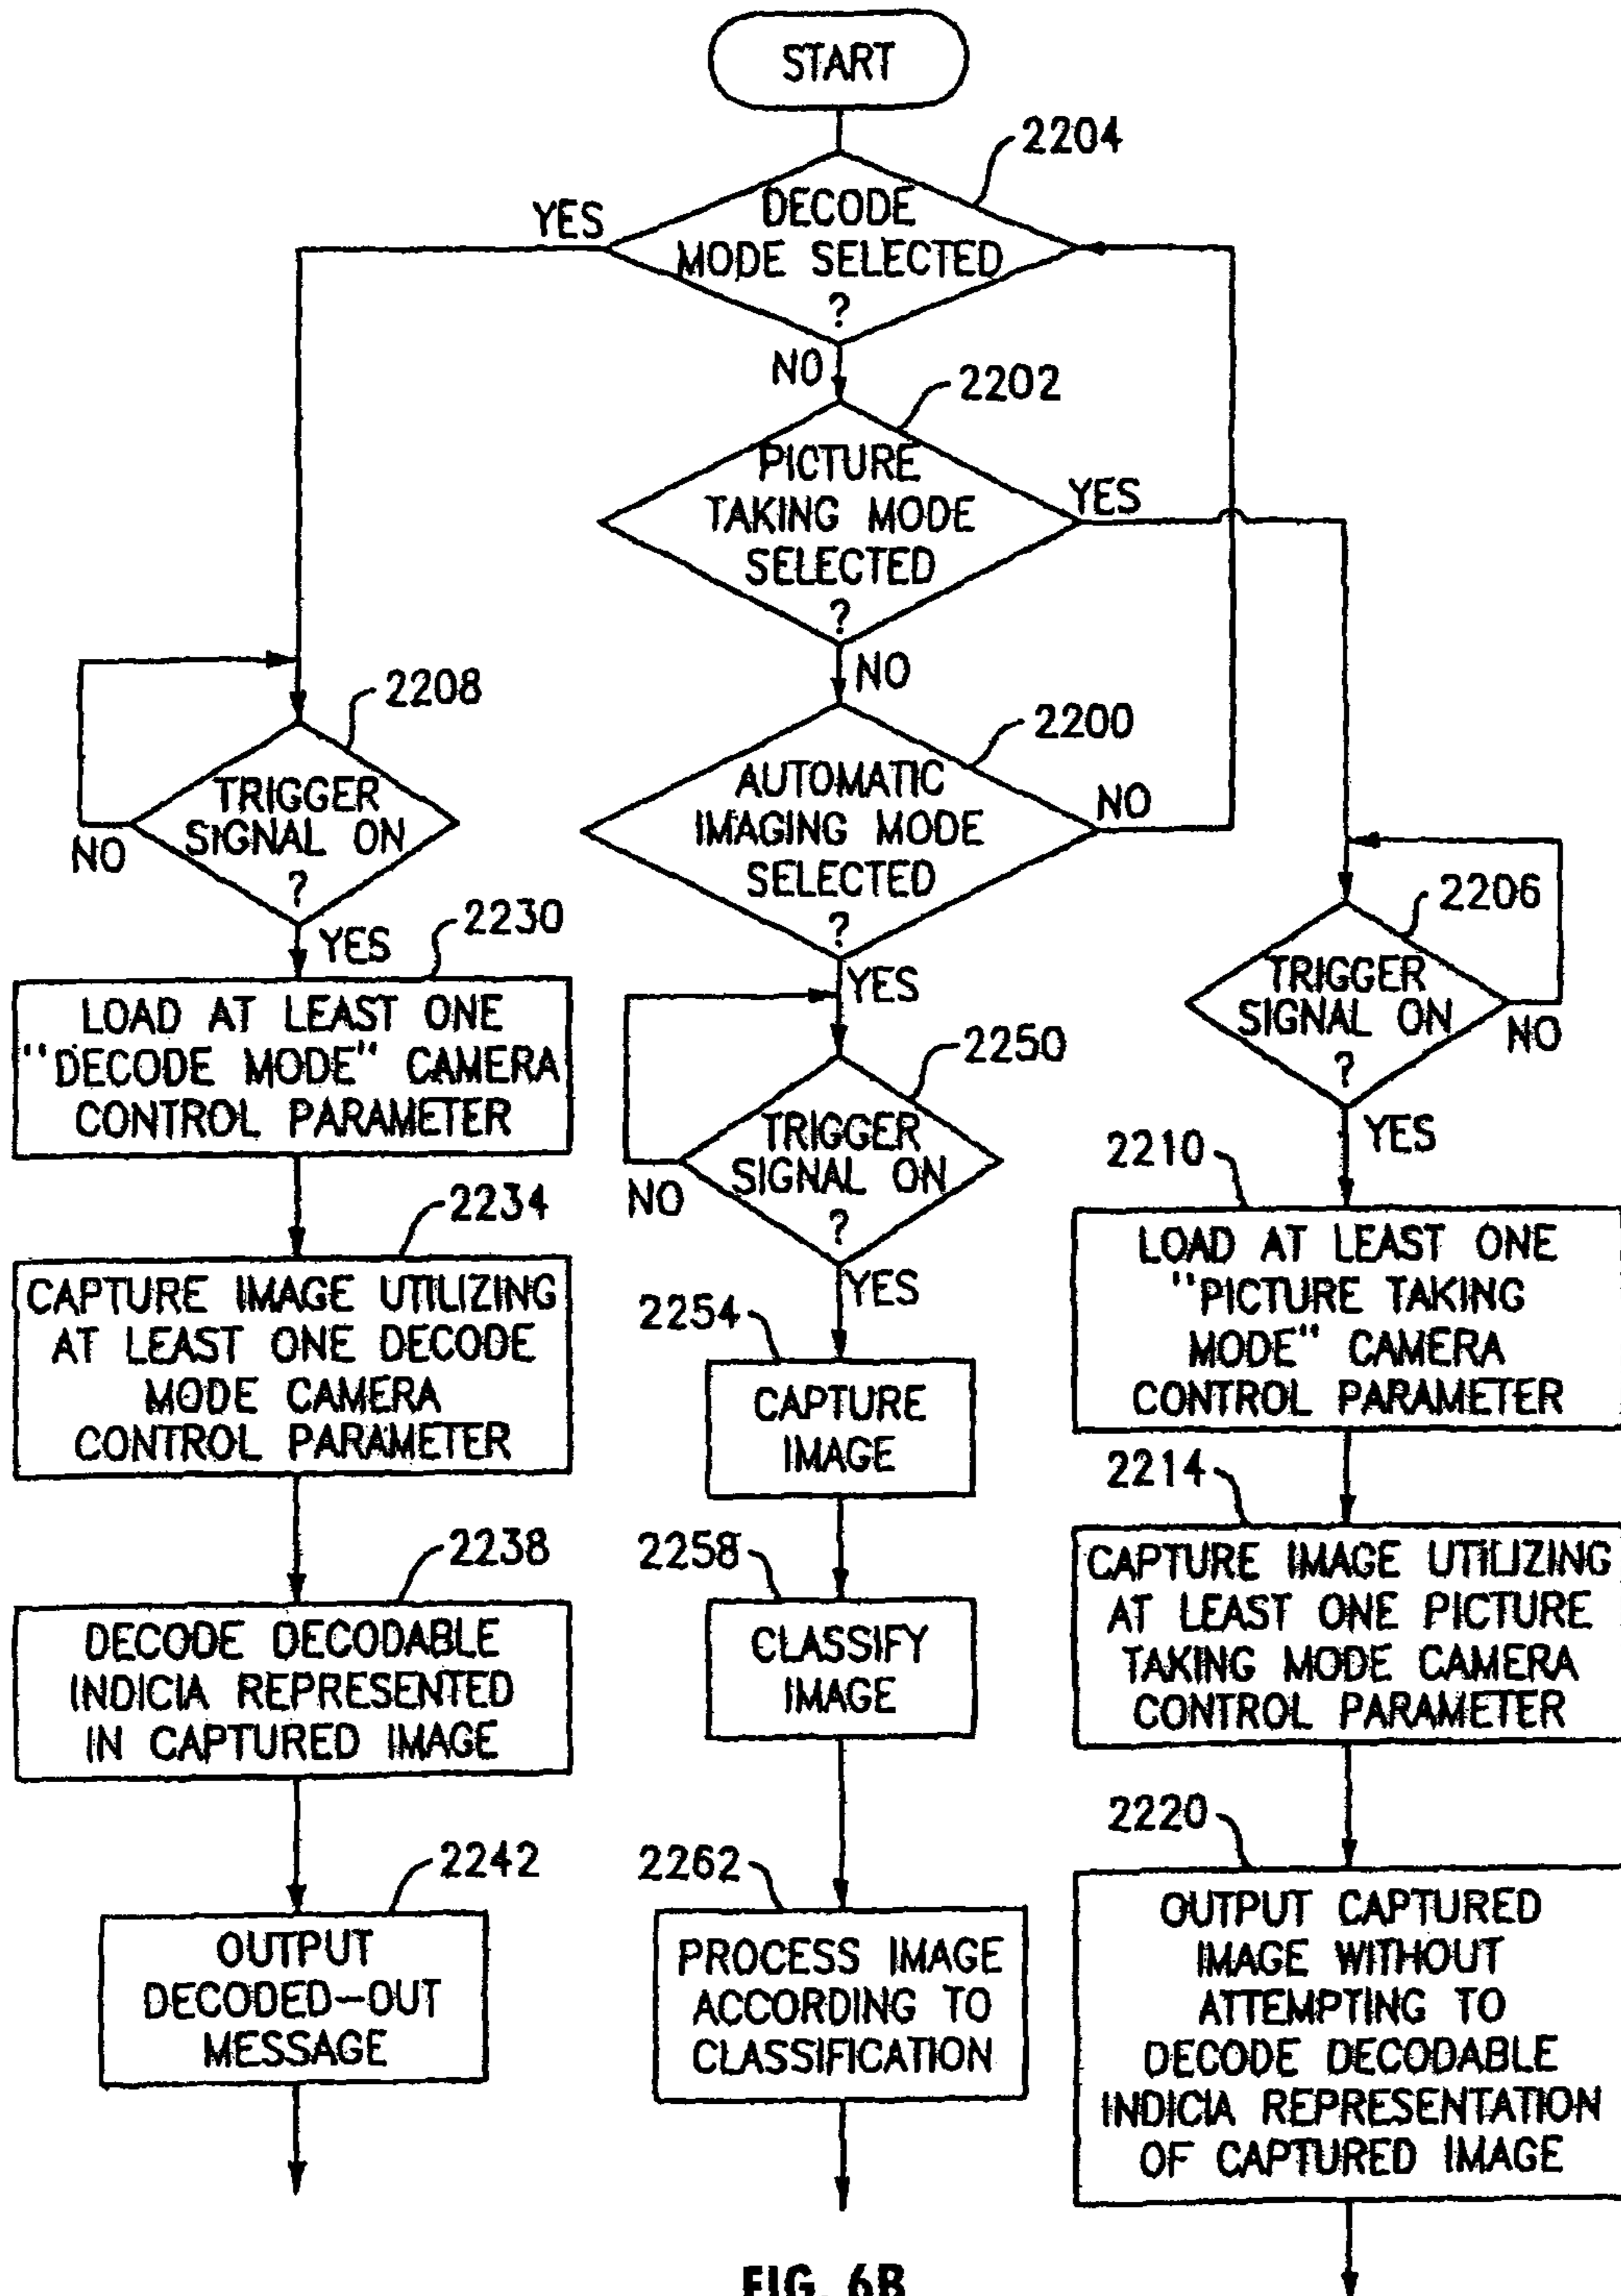 START
2204
DECODE
MODE SELECTED
?
YES
NO
2202
PICTURE
TAKING MODE
SELECTED
?
YES
NO
2208
TRIGGER
SIGNAL ON
?
NO
YES
2200
AUTOMATIC
IMAGING MODE
SELECTED
?
NO
YES
2206
TRIGGER
SIGNAL ON
?
NO
YES
2230
LOAD AT LEAST ONE
"DECODE MODE" CAMERA
CONTROL PARAMETER
2250
TRIGGER
SIGNAL ON
?
NO
YES
2210
LOAD AT LEAST ONE
"PICTURE TAKING
MODE" CAMERA
CONTROL PARAMETER
2234
CAPTURE IMAGE UTILIZING
AT LEAST ONE DECODE
MODE CAMERA
CONTROL PARAMETER
2254
CAPTURE
IMAGE
2214
CAPTURE IMAGE UTILIZING
AT LEAST ONE PICTURE
TAKING MODE CAMERA
CONTROL PARAMETER
2238
DECODE DECODABLE
INDICIA REPRESENTED
IN CAPTURED IMAGE
2258
CLASSIFY
IMAGE
2220
OUTPUT CAPTURED
IMAGE WITHOUT
ATTEMPTING TO
DECODE DECODABLE
INDICIA REPRESENTATION
OF CAPTURED IMAGE
2242
OUTPUT
DECODED-OUT
MESSAGE
2262
PROCESS IMAGE
ACCORDING TO
CLASSIFICATION
FIG. 6B